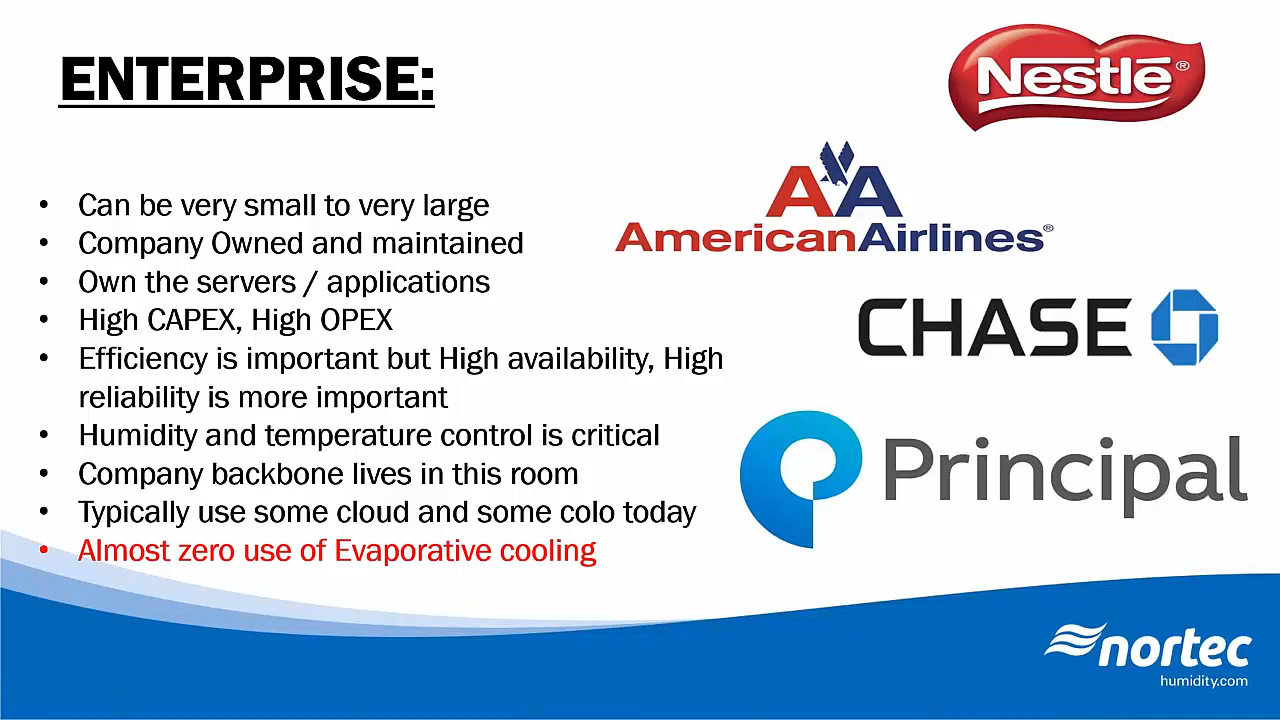 ENTERPRISE:
Nestlé®
AA
AmericanAirlines®
• Can be very small to very large
• Company Owned and maintained
• Own the servers / applications
• High CAPEX, High OPEX
• Efficiency is important but High availability, High
reliability is more important
• Humidity and temperature control is critical
• Company backbone lives in this room
• Typically use some cloud and some colo today
• Almost zero use of Evaporative cooling
CHASE
Principal
nortec
humidity.com